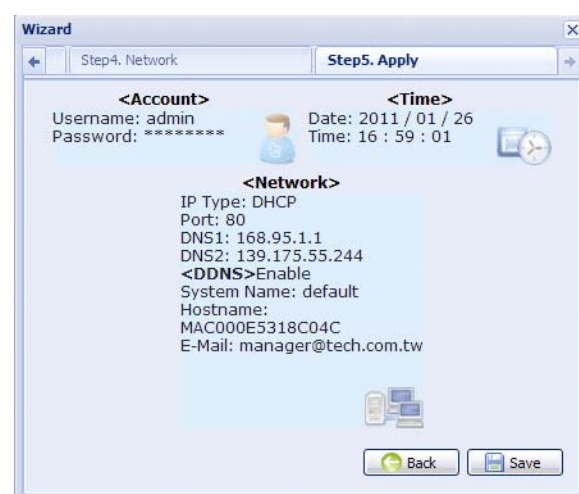 Wizard
Step4. Network
Step5. Apply
<Account>
Username: admin
Password: ********
<Time>
Date: 2011 / 01 / 26
Time: 16 : 59 : 01
<Network>
IP Type: DHCP
Port: 80
DNS1: 168.95.1.1
DNS2: 139.175.55.244
<DDNS>Enable
System Name: default
Hostname:
MAC000E5318C04C
E-Mail: manager@tech.com.tw
Back
Save